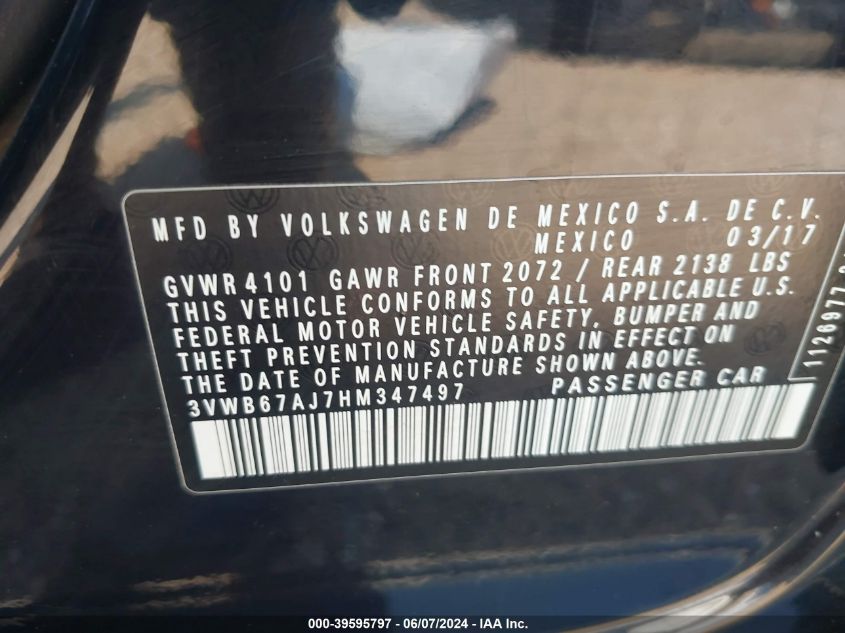 MFD BY VOLKSWAGEN DE MEXICO S.A. DE C.V.
MEXICO 03/17
GVWR 4101 GAWR FRONT 2072 / REAR 2138 LBS
THIS VEHICLE CONFORMS TO ALL APPLICABLE U.S.
FEDERAL MOTOR VEHICLE SAFETY, BUMPER AND
THEFT PREVENTION STANDARDS IN EFFECT ON
THE DATE OF MANUFACTURE SHOWN ABOVE.
3VWB67AJ7HM347497 PASSENGER CAR
1126977
000-39595797 - 06/07/2024 - IAA Inc.